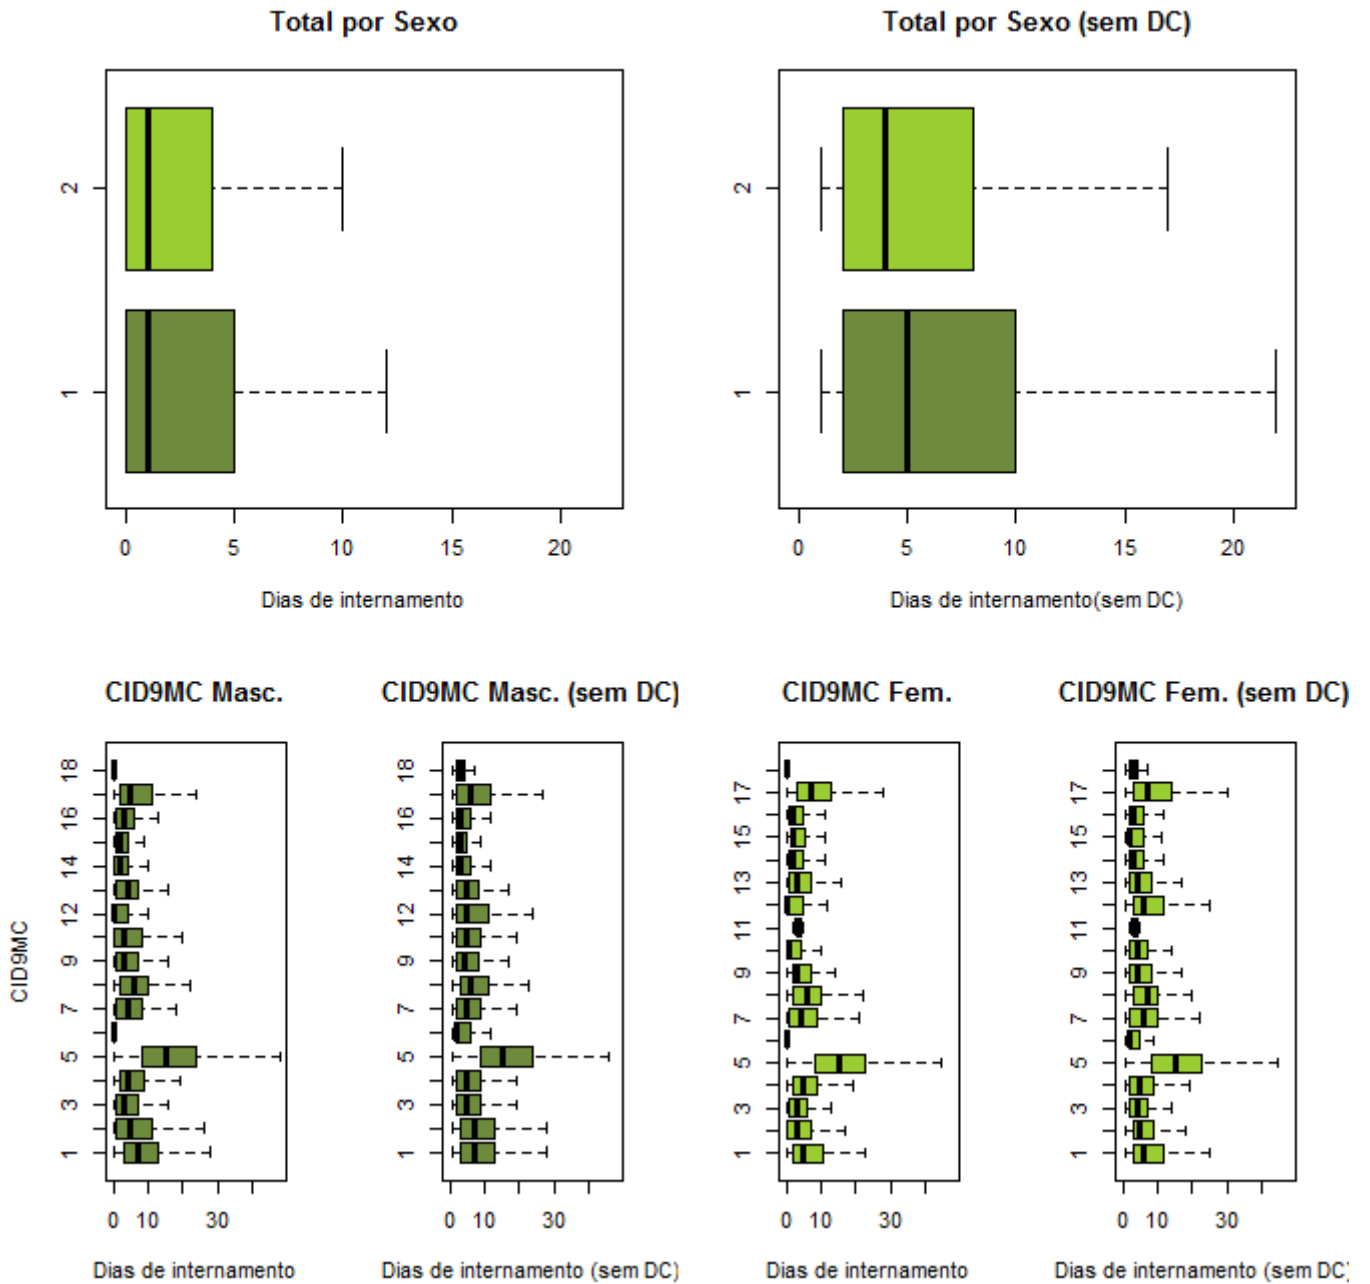 Total por Sexo
Total por Sexo (sem DC)
2
1
0 5 10 15 20
Dias de internamento
2
1
0 5 10 15 20
Dias de internamento(sem DC)
CID9MC Masc.
CID9MC Masc. (sem DC)
CID9MC Fem.
CID9MC Fem. (sem DC)
CID9MC
18
16
14
12
9
7
5
3
1
0 10 30
Dias de internamento
18
16
14
12
9
7
5
3
1
0 10 30
Dias de internamento (sem DC)
17
15
13
11
9
7
5
3
1
0 10 30
Dias de internamento
17
15
13
11
9
7
5
3
1
0 10 30
Dias de internamento (sem DC)